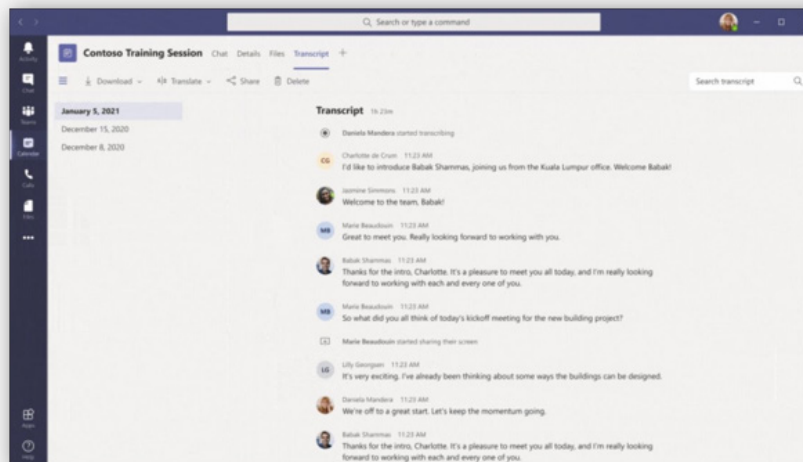 Search or type a command
Activity
Chat
Teams
Calendar
Calls
Files
Apps
Help
Contoso Training Session Chat Details Files Transcript
Download Translate Share Delete
Search transcript
January 5, 2021
December 15, 2020
December 8, 2020
Transcript 1h 23m
Daniela Mandera started transcribing
CG
Charlotte de Crum 11:23 AM
I'd like to introduce Babak Shammas, joining us from the Kuala Lumpur office. Welcome Babak!
Jasmine Simmons 11:23 AM
Welcome to the team, Babak!
MB
Marie Beaudouin 11:23 AM
Great to meet you. Really looking forward to working with you.
Babak Shammas 11:23 AM
Thanks for the intro, Charlotte. It's a pleasure to meet you all today, and I'm really looking
forward to working with each and every one of you.
MB
Marie Beaudouin 11:23 AM
So what did you all think of today's kickoff meeting for the new building project?
Marie Beaudouin started sharing their screen
LG
Lilly Georgsen 11:23 AM
It's very exciting. I've already been thinking about some ways the buildings can be designed.
Daniela Mandera 11:23 AM
We're off to a great start. Let's keep the momentum going.
Babak Shammas 11:23 AM
Thanks for the intro, Charlotte. It's a pleasure to meet you all today, and I'm really looking
forward to working with each and every one of you.